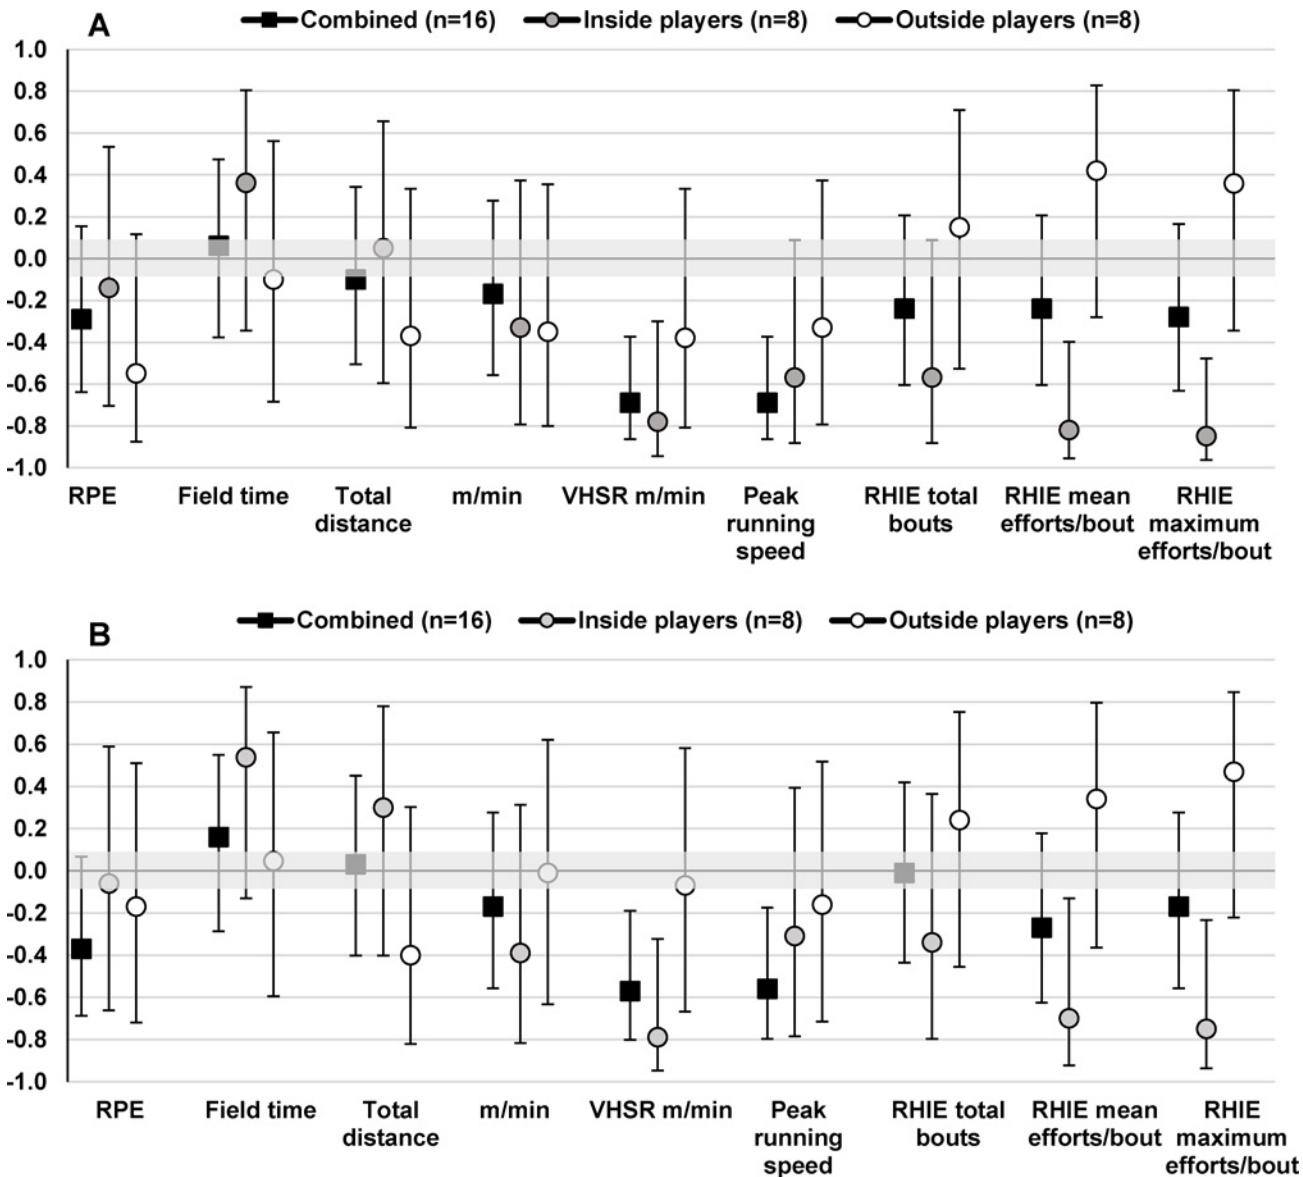 A
Combined (n=16) Inside players (n=8) Outside players (n=8)
1.0
0.8
0.6
0.4
0.2
0.0
-0.2
-0.4
-0.6
-0.8
-1.0
RPE Field time Total m/min VHSR m/min Peak RHIE total RHIE mean RHIE
distance running bouts efforts/bout maximum
speed efforts/bout
B
Combined (n=16) Inside players (n=8) Outside players (n=8)
1.0
0.8
0.6
0.4
0.2
0.0
-0.2
-0.4
-0.6
-0.8
-1.0
RPE Field time Total m/min VHSR m/min Peak RHIE total RHIE mean RHIE
distance running bouts efforts/bout maximum
speed efforts/bout